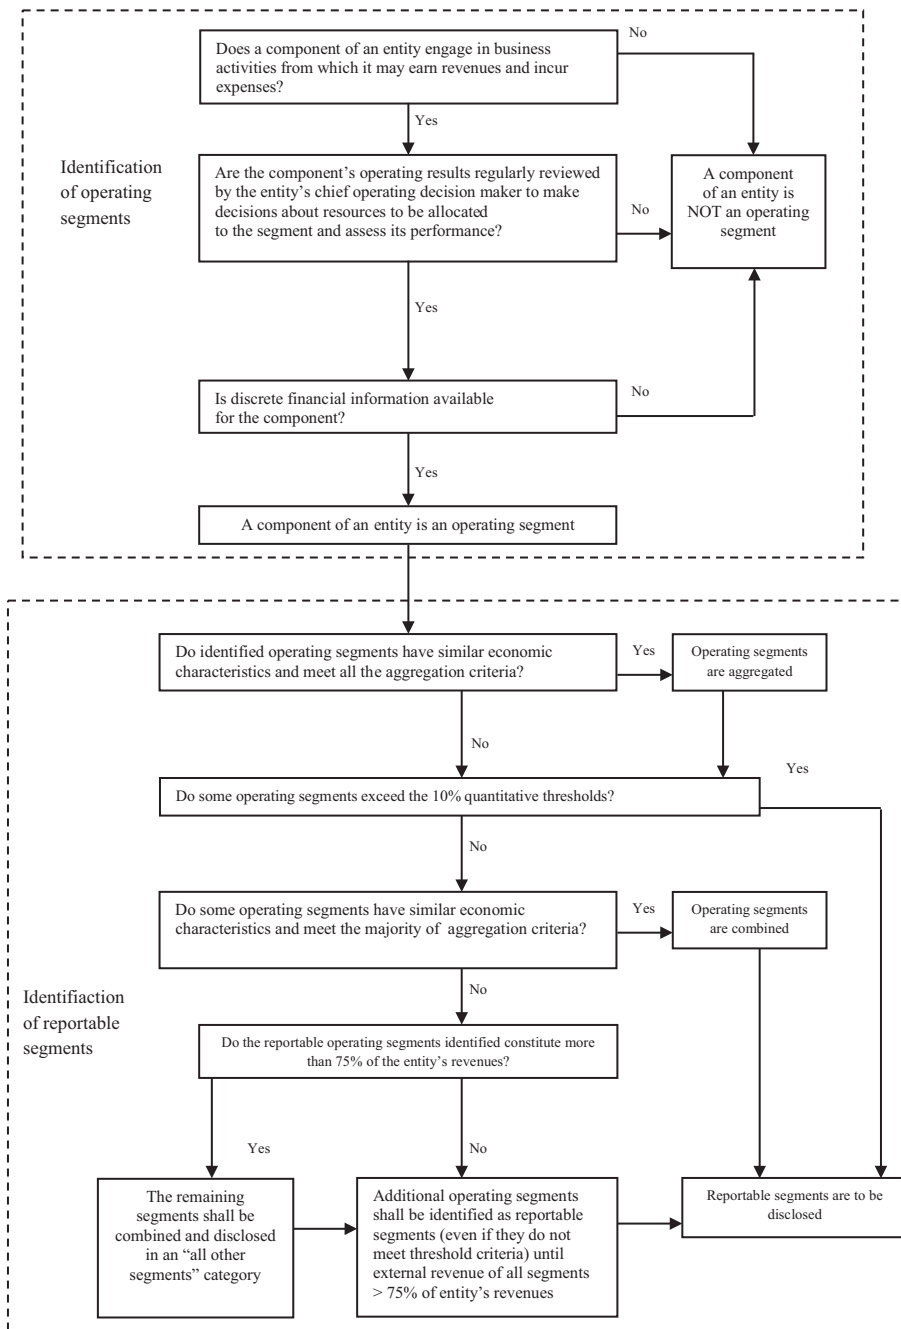 No
Does a component of an entity engage in business
activities from which it may earn revenues and incur
expenses?
Yes
Identification
of operating
segments
Are the component's operating results regularly reviewed
by the entity's chief operating decision maker to make
decisions about resources to be allocated
to the segment and assess its performance?
No
A component
of an entity is
NOT an operating
segment
Yes
Is discrete financial information available
for the component?
No
Yes
A component of an entity is an operating segment
Do identified operating segments have similar economic
characteristics and meet all the aggregation criteria?
Yes
Operating segments
are aggregated
No
Yes
Do some operating segments exceed the 10% quantitative thresholds?
No
Do some operating segments have similar economic
characteristics and meet the majority of aggregation criteria?
Yes
Operating segments
are combined
No
Identifiaction
of reportable
segments
Do the reportable operating segments identified constitute more
than 75% of the entity's revenues?
Yes
No
The remaining
segments shall be
combined and disclosed
in an “all other
segments” category
Additional operating segments
shall be identified as reportable
segments (even if they do not
meet threshold criteria) until
external revenue of all segments
> 75% of entity's revenues
Reportable segments are to be
disclosed